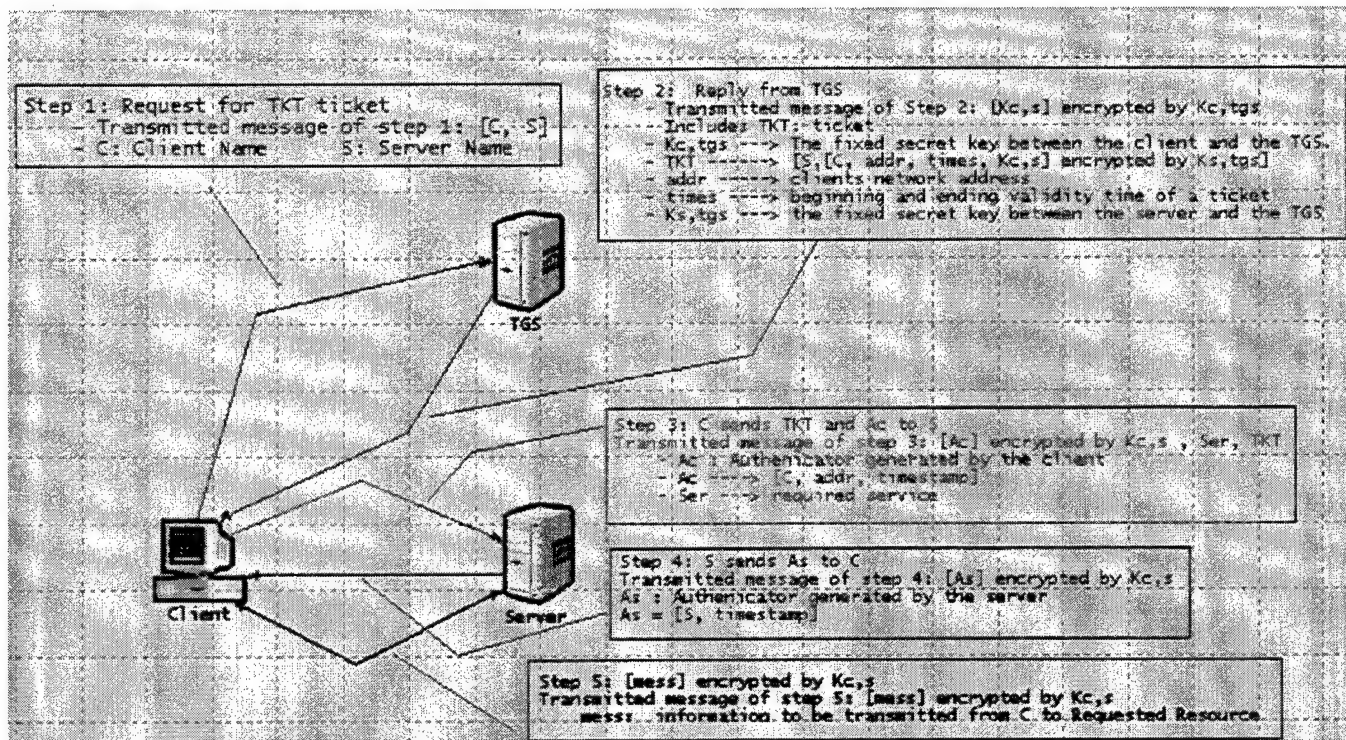 Step 1: Request for TKT ticket
- Transmitted message of step 1: [C, S]
- C: Client Name S: Server Name
Step 2: Reply from TGS
- Transmitted message of Step 2: [Kc,s] encrypted by Kc,tgs
- Includes TKT: ticket
- Kc,tgs ---> The fixed secret key between the client and the TGS.
- TKT -----> [S,[C, addr, times, Kc,s] encrypted by Ks,tgs]
- addr -----> clients network address
- times ----> beginning and ending validity time of a ticket
- Ks,tgs ---> the fixed secret key between the server and the TGS
TGS
Step 3: C sends TKT and Ac to S
Transmitted message of step 3: [Ac] encrypted by Kc,s , Ser, TKT
- Ac : Authenticator generated by the client
- Ac ----> [C, addr, timestamp]
- Ser ---> required service
Client
Server
Step 4: S sends As to C
Transmitted message of step 4: [As] encrypted by Kc,s
As : Authenticator generated by the server
As = [S, timestamp]
Step 5: [mess] encrypted by Kc,s
Transmitted message of step 5: [mess] encrypted by Kc,s
mess: information to be transmitted from C to Requested Resource